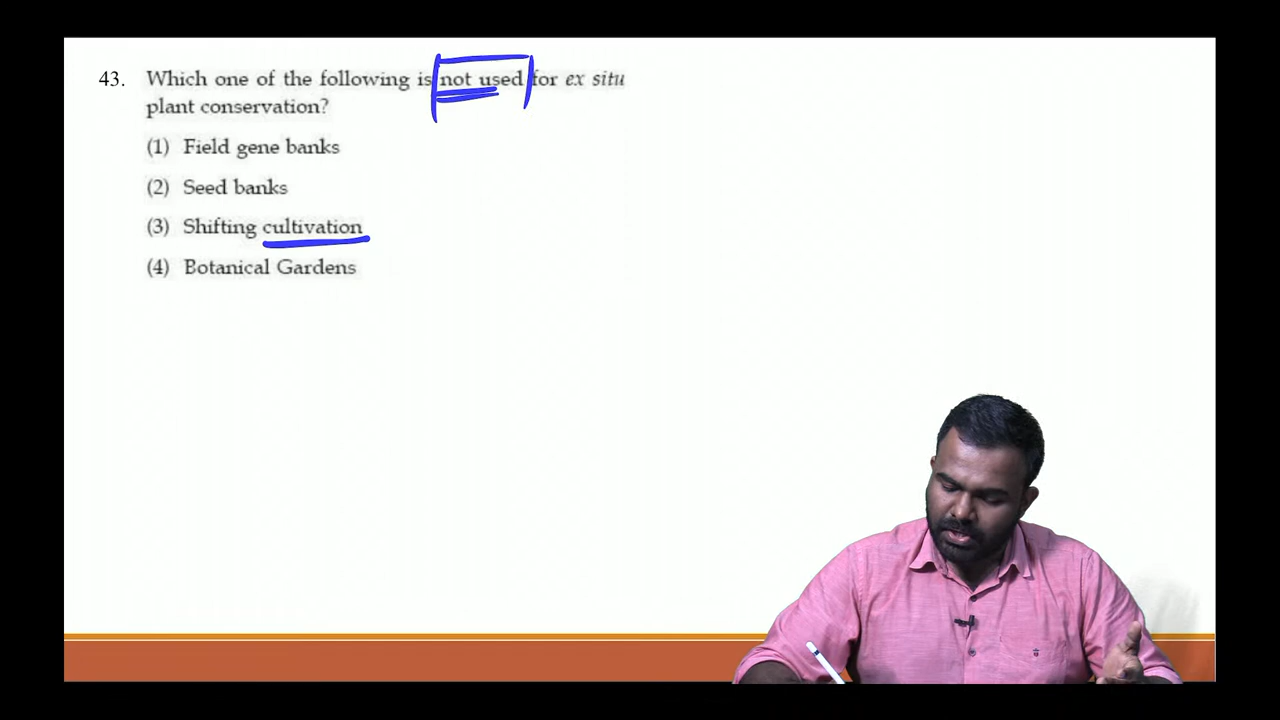 43. Which one of the following is not used for ex situ
plant conservation?
(1) Field gene banks
(2) Seed banks
(3) Shifting cultivation
(4) Botanical Gardens